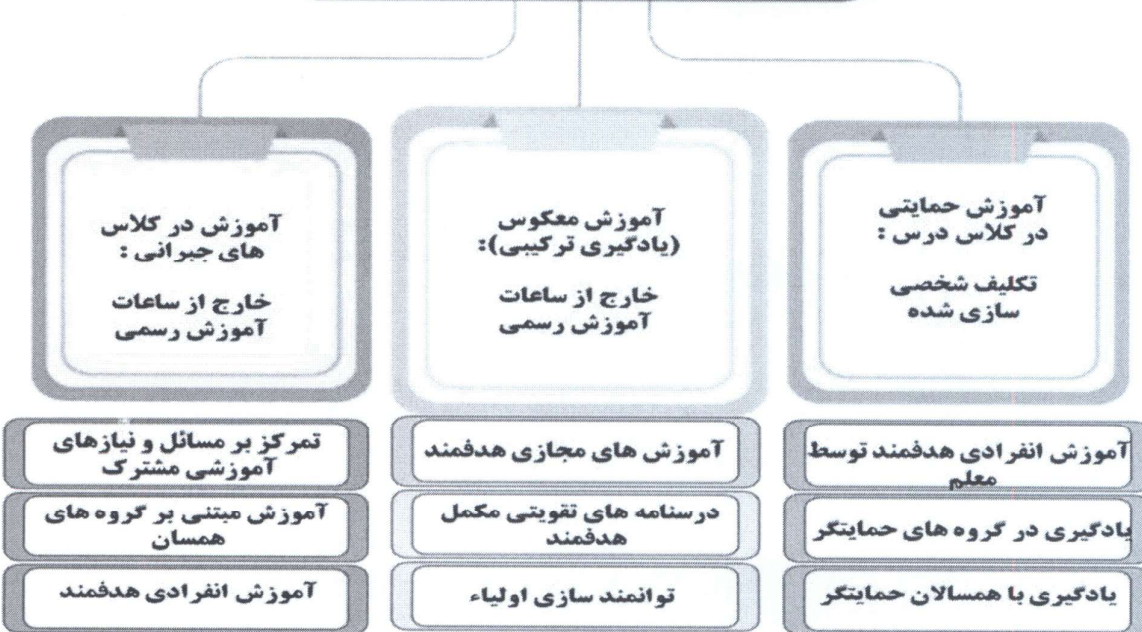 آموزش حمایتی
در کلاس درس :
تکلیف شخصی
سازی شده
آموزش انفرادی هدفمند توسط
معلم
یادگیری در گروه های حمایتگر
یادگیری با همسالان حمایتگر
آموزش معکوس
(یادگیری ترکیبی):
خارج از ساعات
آموزش رسمی
آموزش های مجازی هدفمند
درسنامه های تقویتی مکمل
هدفمند
توانمند سازی اولیاء
آموزش در کلاس
های جبرانی :
خارج از ساعات
آموزش رسمی
تمرکز بر مسائل و نیازهای
آموزشی مشترک
آموزش مبتنی بر گروه های
همسان
آموزش انفرادی هدفمند